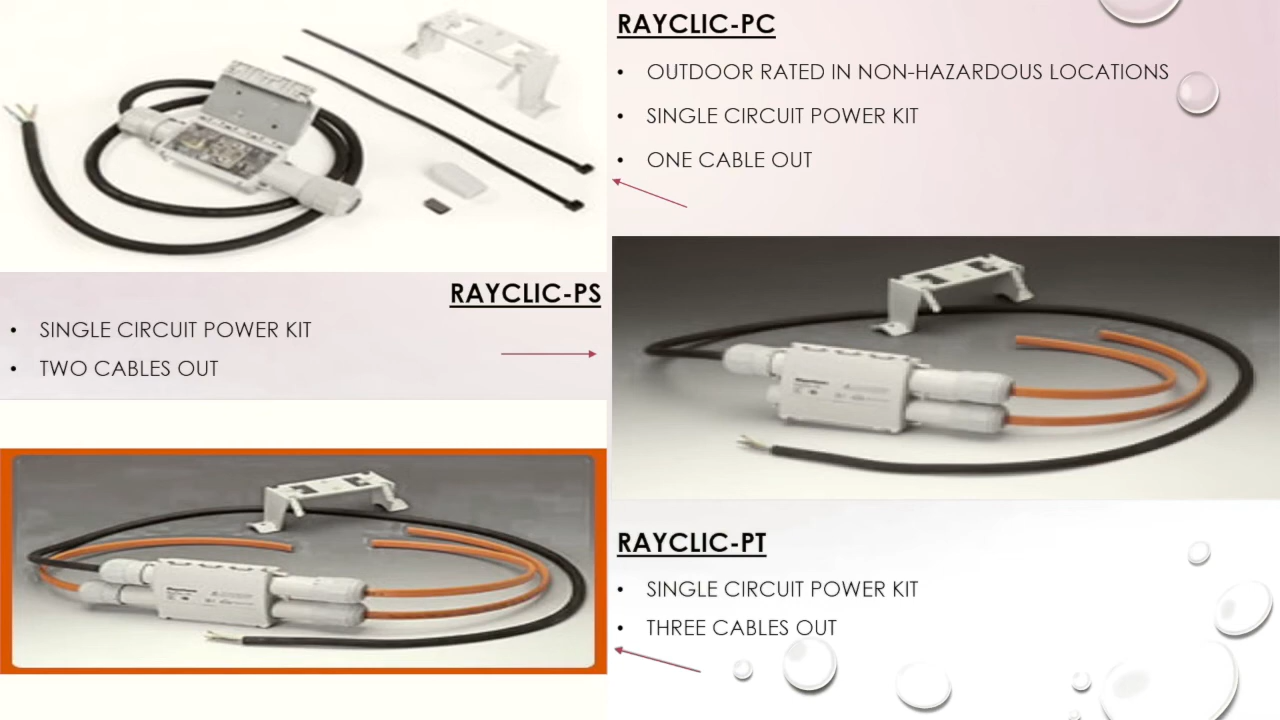 RAYCLIC-PC
• OUTDOOR RATED IN NON-HAZARDOUS LOCATIONS
• SINGLE CIRCUIT POWER KIT
• ONE CABLE OUT
RAYCLIC-PS
• SINGLE CIRCUIT POWER KIT
• TWO CABLES OUT
RAYCLIC-PT
• SINGLE CIRCUIT POWER KIT
• THREE CABLES OUT